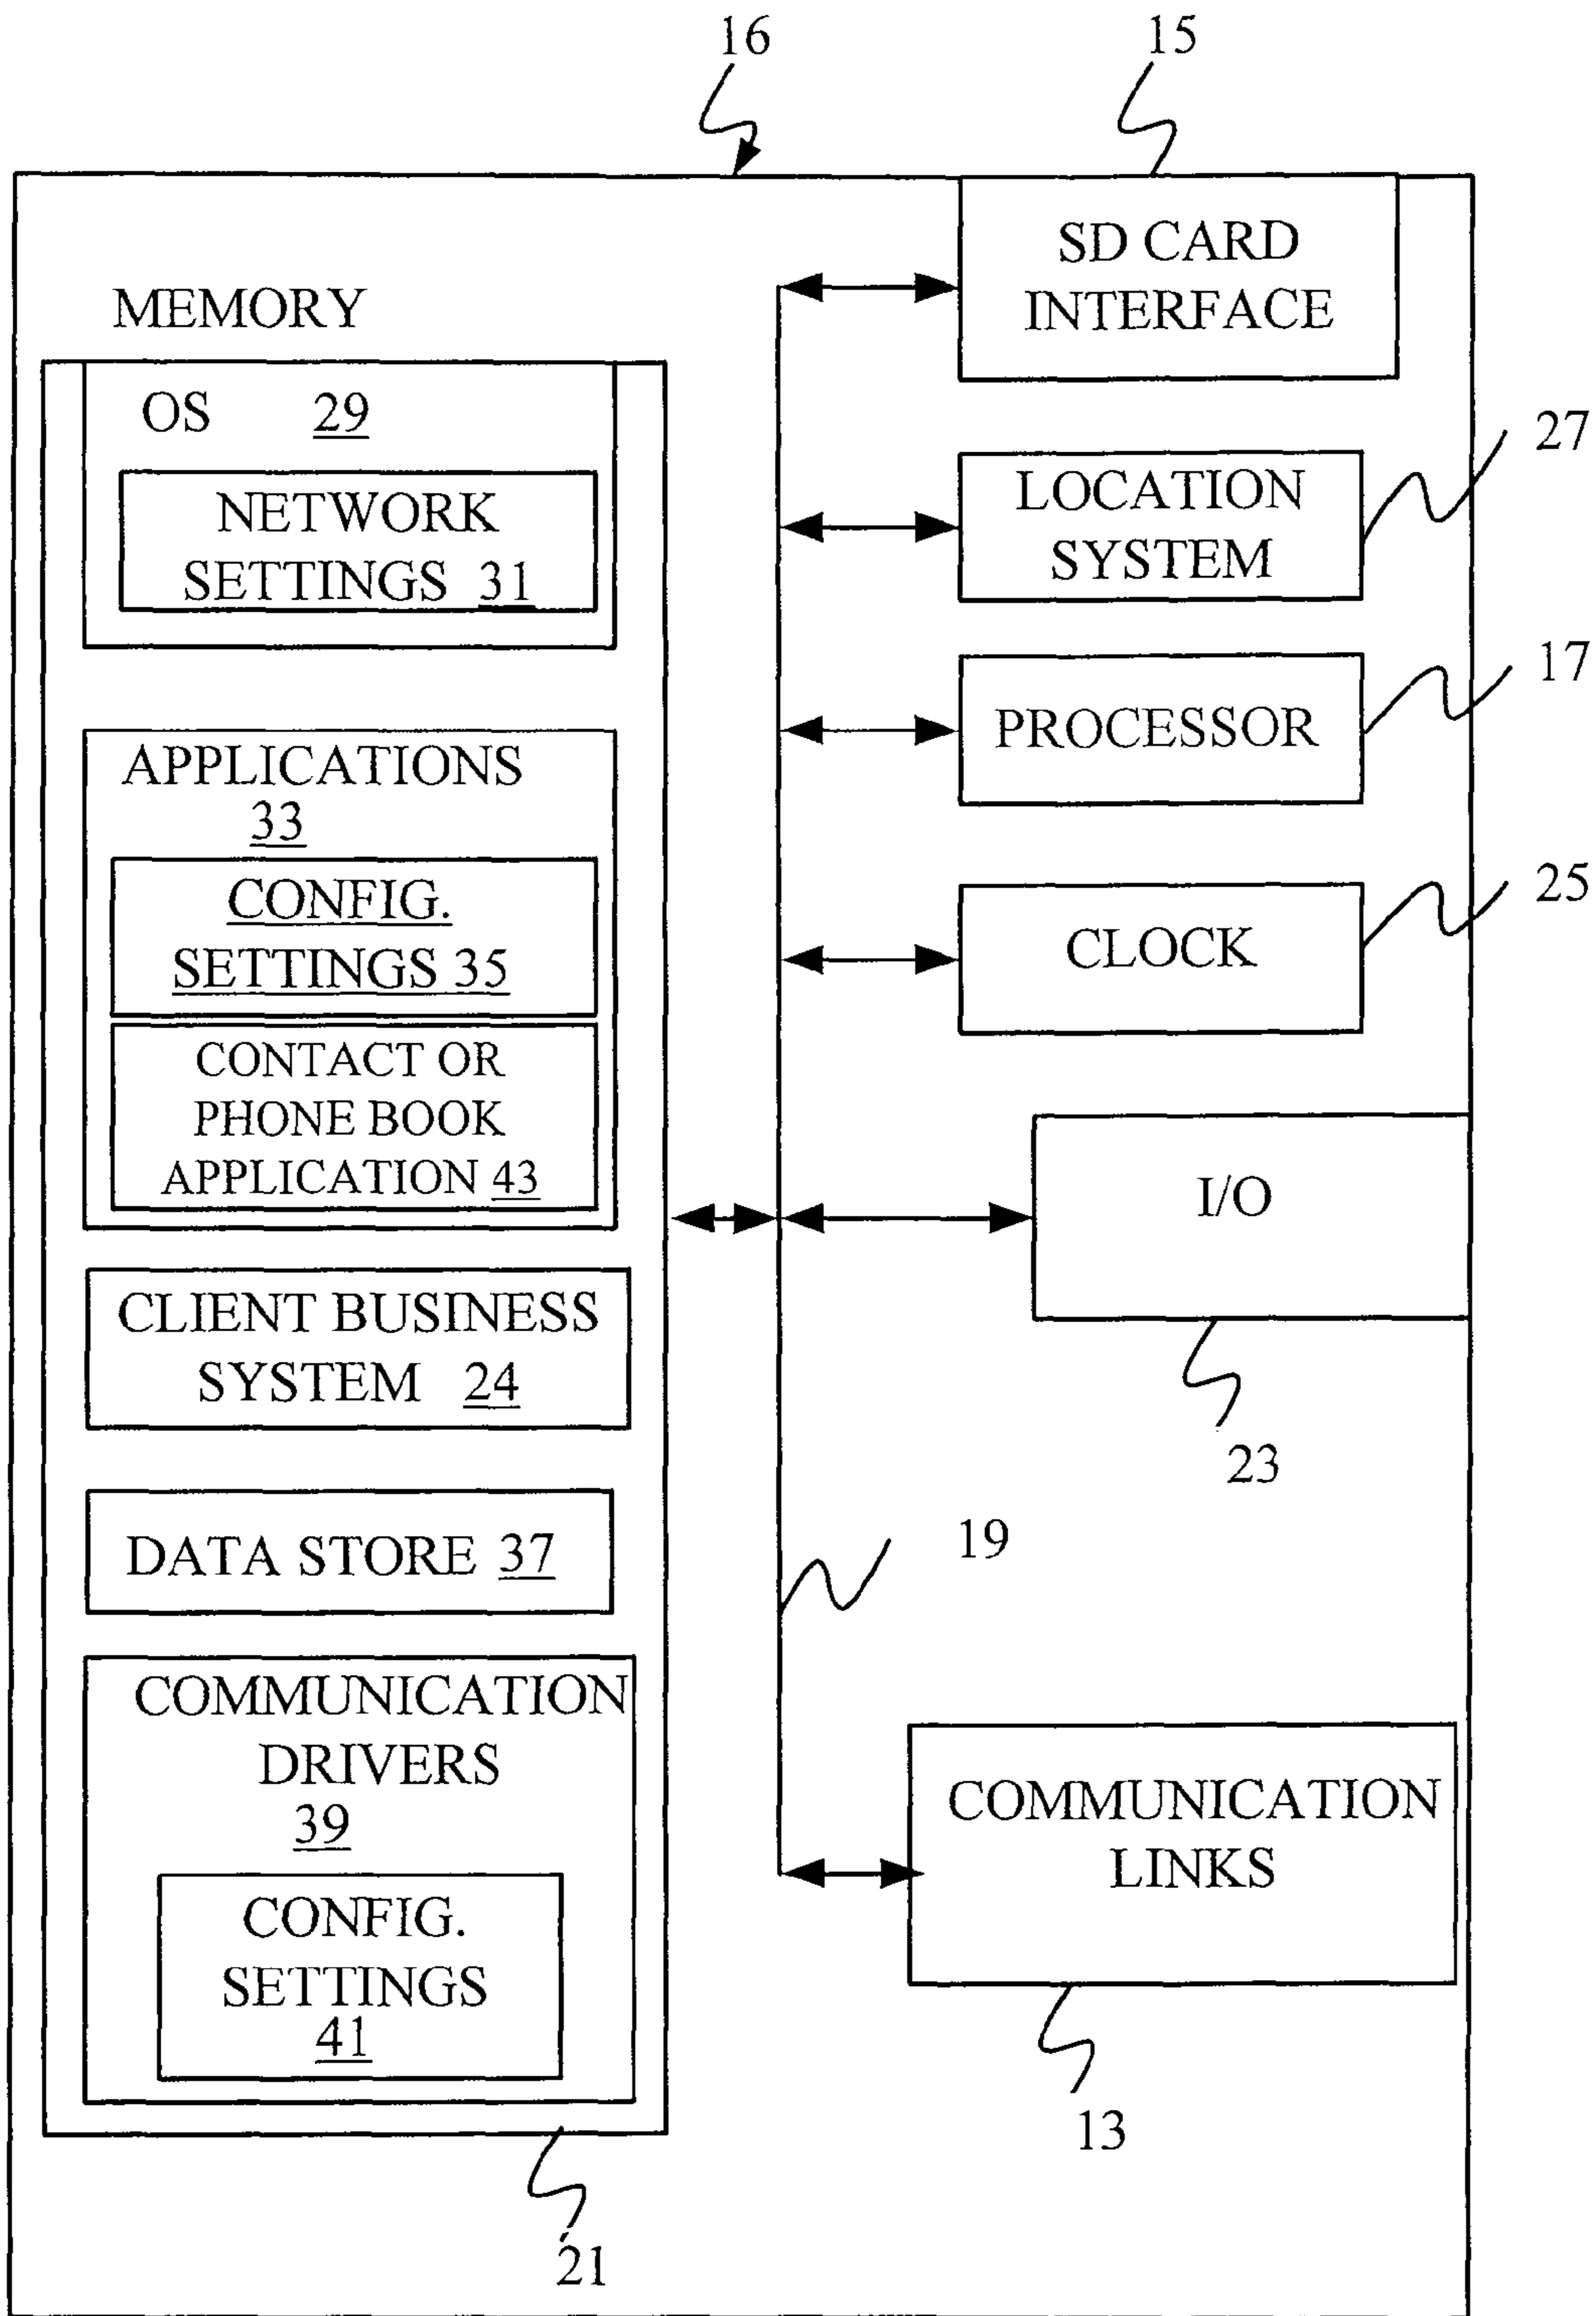 16
15
SD CARD
INTERFACE
MEMORY
OS 29
NETWORK
SETTINGS 31
27
LOCATION
SYSTEM
17
PROCESSOR
APPLICATIONS
33
CONFIG.
SETTINGS 35
25
CLOCK
CONTACT OR
PHONE BOOK
APPLICATION 43
I/O
23
CLIENT BUSINESS
SYSTEM 24
DATA STORE 37
19
COMMUNICATION
DRIVERS
39
CONFIG.
SETTINGS
41
COMMUNICATION
LINKS
13
21